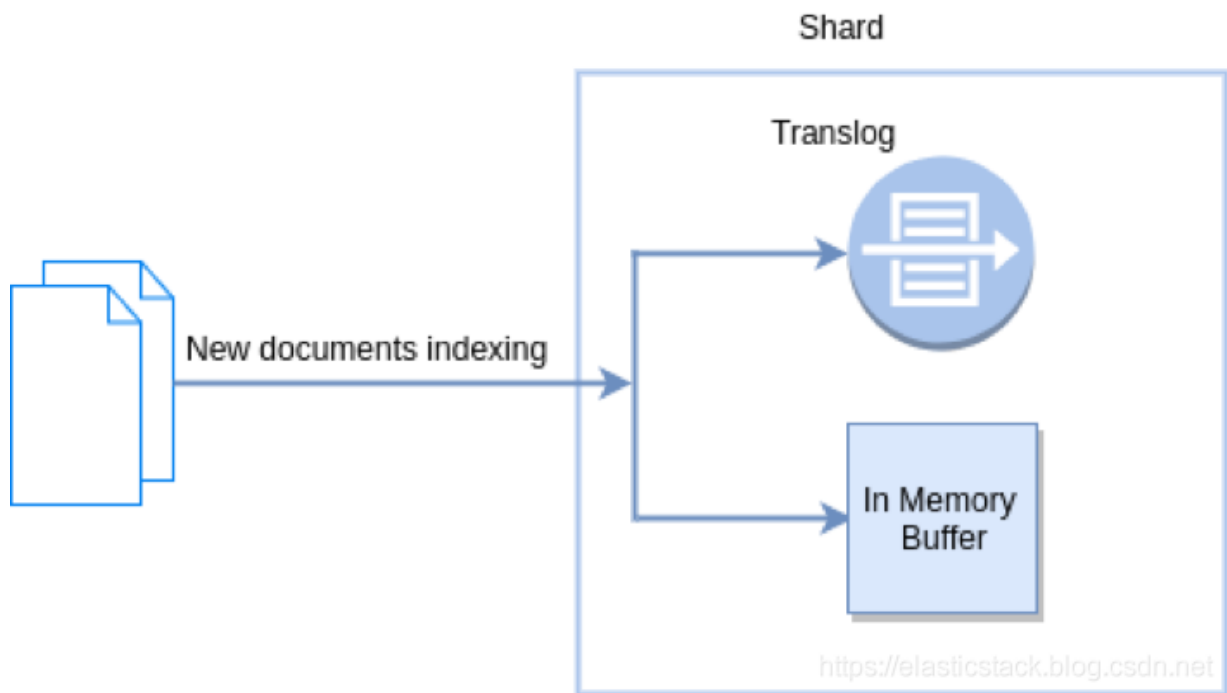 Shard
Translog
New documents indexing
In Memory
Buffer
https://elasticstack.blog.csdn.net